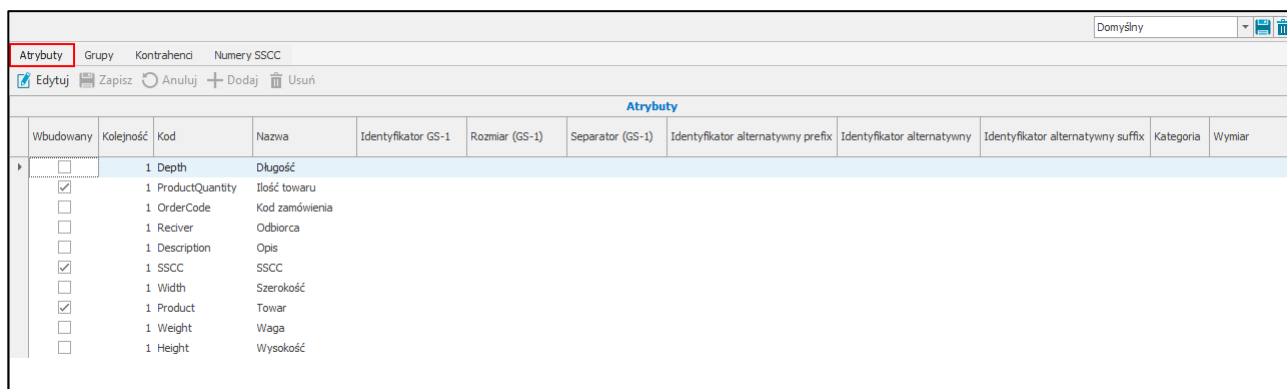 Domyślny
Atrybuty Grupy Kontrahenci Numery SSCC
Edytuj Zapisz Anuluj Dodaj Usuń
Atrybuty
Wbudowany Kolejność Kod Nazwa Identyfikator GS-1 Rozmiar (GS-1) Separator (GS-1) Identyfikator alternatywny prefix Identyfikator alternatywny Identyfikator alternatywny suffix Kategoria Wymiar
1 Depth Długość
1 ProductQuantity Ilość towaru
1 OrderCode Kod zamówienia
1 Reciver Odbiorca
1 Description Opis
1 SSCC SSCC
1 Width Szerokość
1 Product Towar
1 Weight Waga
1 Height Wysokość